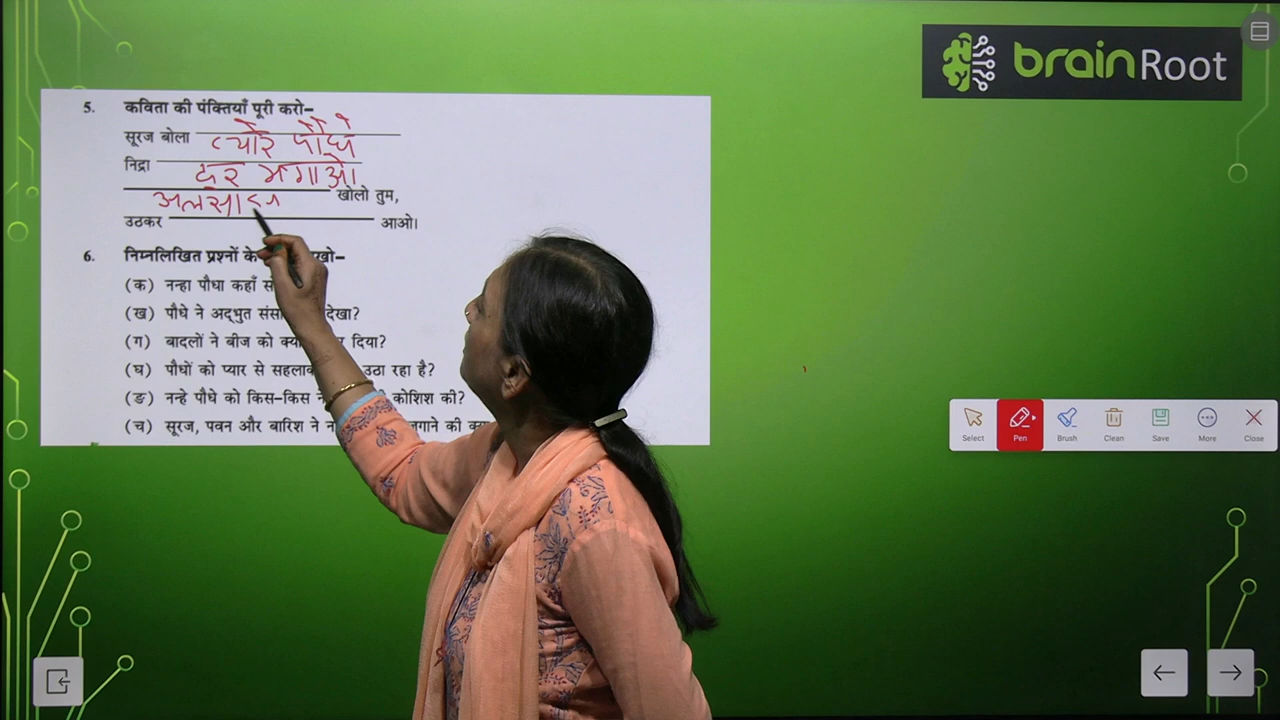 brainRoot
5. कविता की पंक्तियाँ पूरी करो–
सूरज बोला प्यारे पौधे
निद्रा दूर भगाओ
अलसाई खोलो तुम,
उठकर आओ।
6. निम्नलिखित प्रश्नों के
(क) नन्हा पौधा कहाँ
(ख) पौधे ने अद्भुत देखा?
(ग) बादलों ने बीज को दिया?
(घ) पौधों को प्यार से उठा रहा है?
(ङ) नन्हे पौधे को किस-किस कोशिश की?
(च) सूरज, पवन और बारिश ने की
Select Pen Brush Clean Save More Close